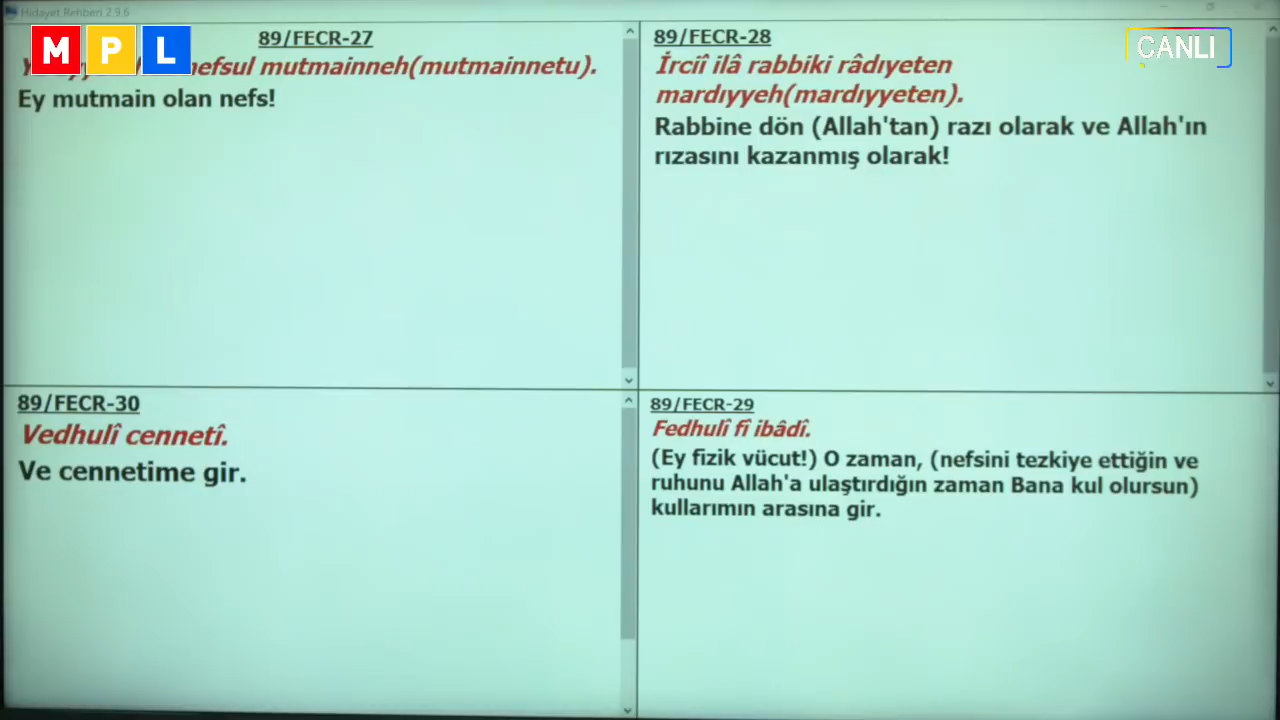 Hidayet Rehberi 2.9.6
MPL
CANLI
89/FECR-27
nefsul mutmainneh(mutmainnetu).
Ey mutmain olan nefs!
89/FECR-28
İrciî ilâ rabbiki râdıyeten
mardıyyeh(mardıyyeten).
Rabbine dön (Allah'tan) razı olarak ve Allah'ın
rızasını kazanmış olarak!
89/FECR-30
Vedhulî cennetî.
Ve cennetime gir.
89/FECR-29
Fedhulî fî ibâdî.
(Ey fizik vücut!) O zaman, (nefsini tezkiye ettiğin ve
ruhunu Allah'a ulaştırdığın zaman Bana kul olursun)
kullarımın arasına gir.